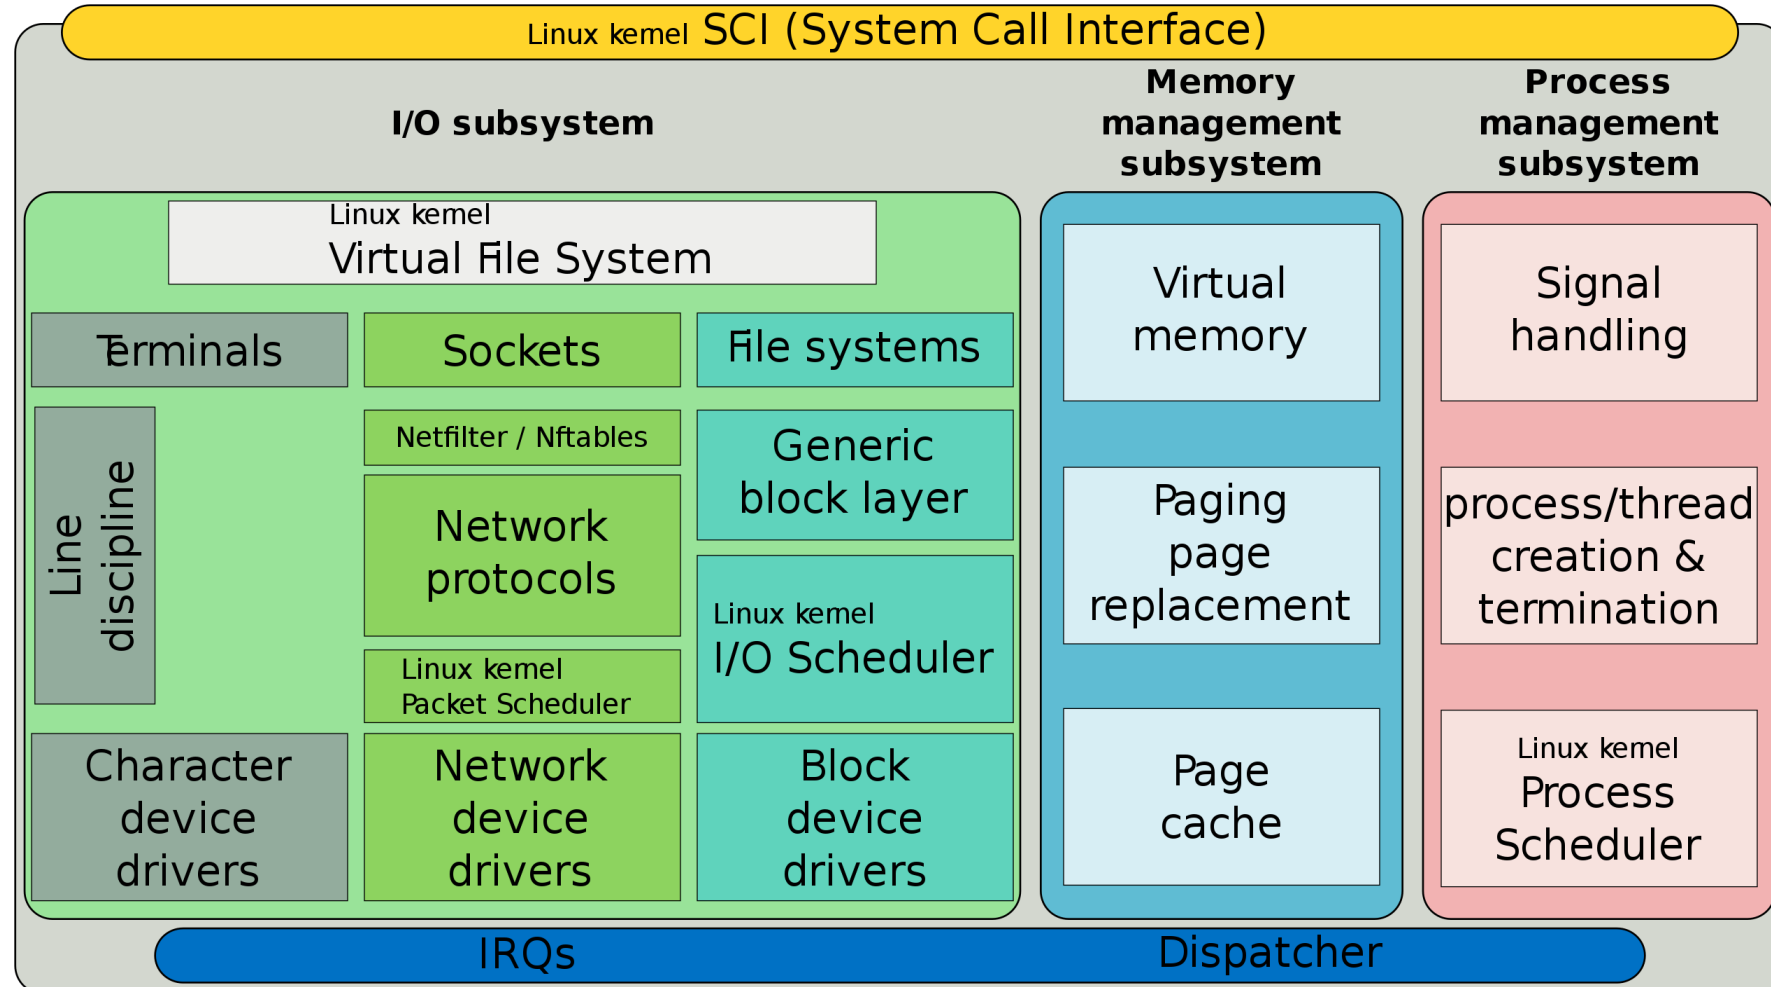 Linux kernel SCI (System Call Interface)
I/O subsystem
Memory
management
subsystem
Process
management
subsystem
Linux kernel
Virtual File System
Terminals
Sockets
File systems
Line
discipline
Netfilter / Nftables
Network
protocols
Linux kernel
Packet Scheduler
Generic
block layer
Linux kernel
I/O Scheduler
Character
device
drivers
Network
device
drivers
Block
device
drivers
Virtual
memory
Paging
page
replacement
Page
cache
Signal
handling
process/thread
creation &
termination
Linux kernel
Process
Scheduler
IRQs
Dispatcher